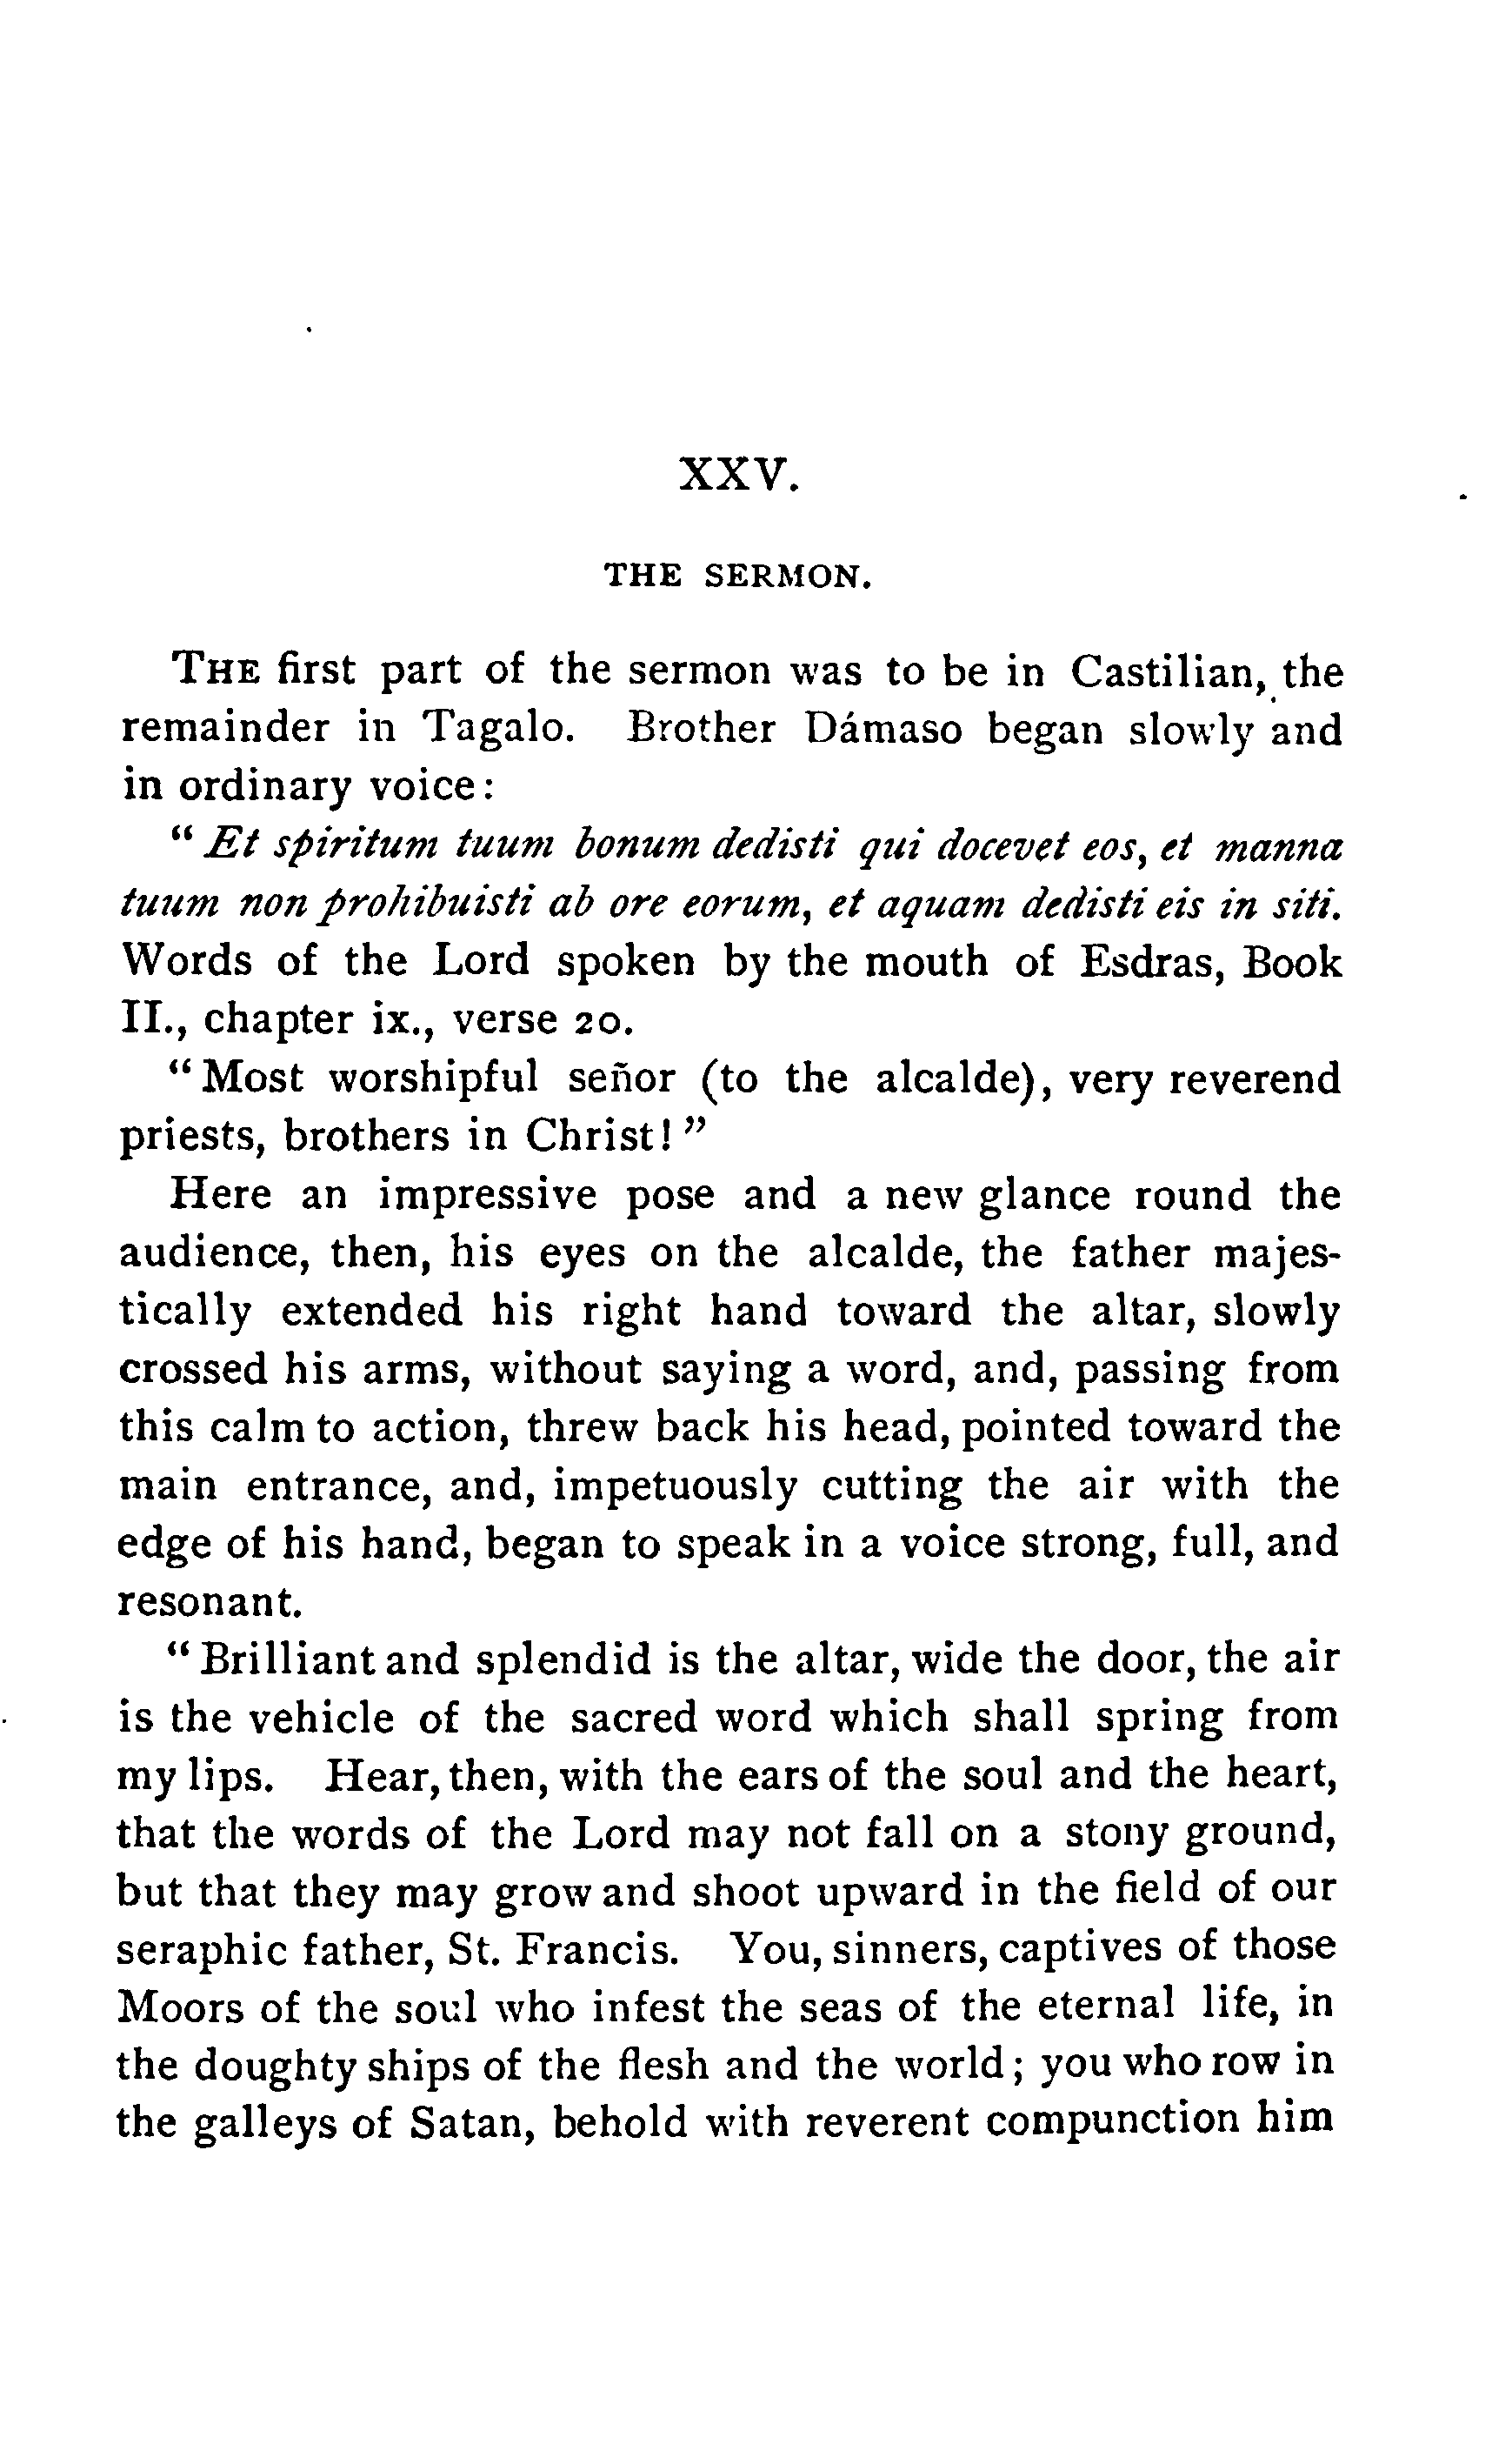 XXV.
THE SERMON.
THE first part of the sermon was to be in Castilian, the
remainder in Tagalo. Brother Dámaso began slowly and
in ordinary voice:
“Et spiritum tuum bonum dedisti qui docevet eos, et manna
tuum non prohibuisti ab ore eorum, et aquam dedisti eis in siti.
Words of the Lord spoken by the mouth of Esdras, Book
II., chapter ix., verse 20.
“Most worshipful señor (to the alcalde), very reverend
priests, brothers in Christ!”
Here an impressive pose and a new glance round the
audience, then, his eyes on the alcalde, the father majes-
tically extended his right hand toward the altar, slowly
crossed his arms, without saying a word, and, passing from
this calm to action, threw back his head, pointed toward the
main entrance, and, impetuously cutting the air with the
edge of his hand, began to speak in a voice strong, full, and
resonant.
“Brilliant and splendid is the altar, wide the door, the air
is the vehicle of the sacred word which shall spring from
my lips. Hear, then, with the ears of the soul and the heart,
that the words of the Lord may not fall on a stony ground,
but that they may grow and shoot upward in the field of our
seraphic father, St. Francis. You, sinners, captives of those
Moors of the soul who infest the seas of the eternal life, in
the doughty ships of the flesh and the world; you who row in
the galleys of Satan, behold with reverent compunction him